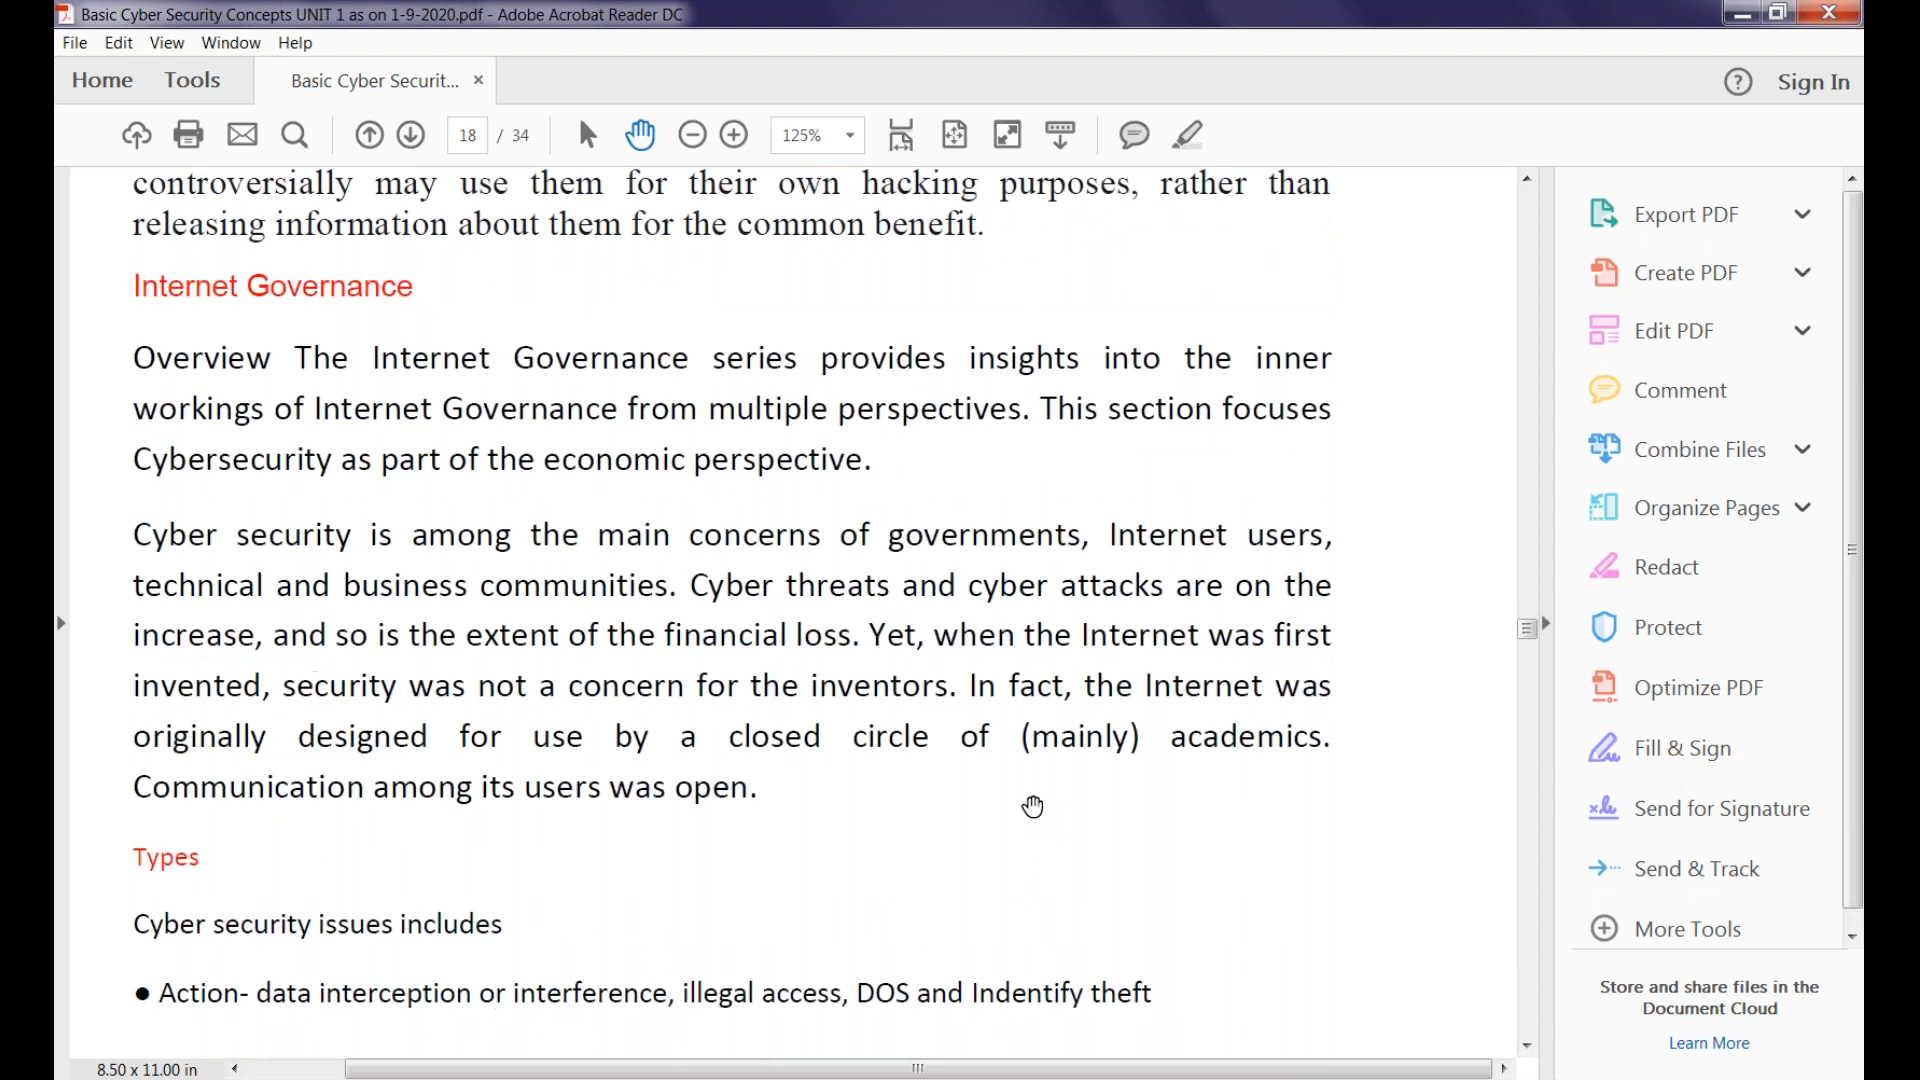 Basic Cyber Security Concepts UNIT 1 as on 1-9-2020.pdf - Adobe Acrobat Reader DC
File Edit View Window Help
Home Tools Basic Cyber Securit... × ? Sign In
18 / 34 125%
controversially may use them for their own hacking purposes, rather than
releasing information about them for the common benefit.
Internet Governance
Overview The Internet Governance series provides insights into the inner
workings of Internet Governance from multiple perspectives. This section focuses
Cybersecurity as part of the economic perspective.
Cyber security is among the main concerns of governments, Internet users,
technical and business communities. Cyber threats and cyber attacks are on the
increase, and so is the extent of the financial loss. Yet, when the Internet was first
invented, security was not a concern for the inventors. In fact, the Internet was
originally designed for use by a closed circle of (mainly) academics.
Communication among its users was open.
Types
Cyber security issues includes
● Action- data interception or interference, illegal access, DOS and Indentify theft
8.50 x 11.00 in
Export PDF
Create PDF
Edit PDF
Comment
Combine Files
Organize Pages
Redact
Protect
Optimize PDF
Fill & Sign
Send for Signature
Send & Track
More Tools
Store and share files in the
Document Cloud
Learn More